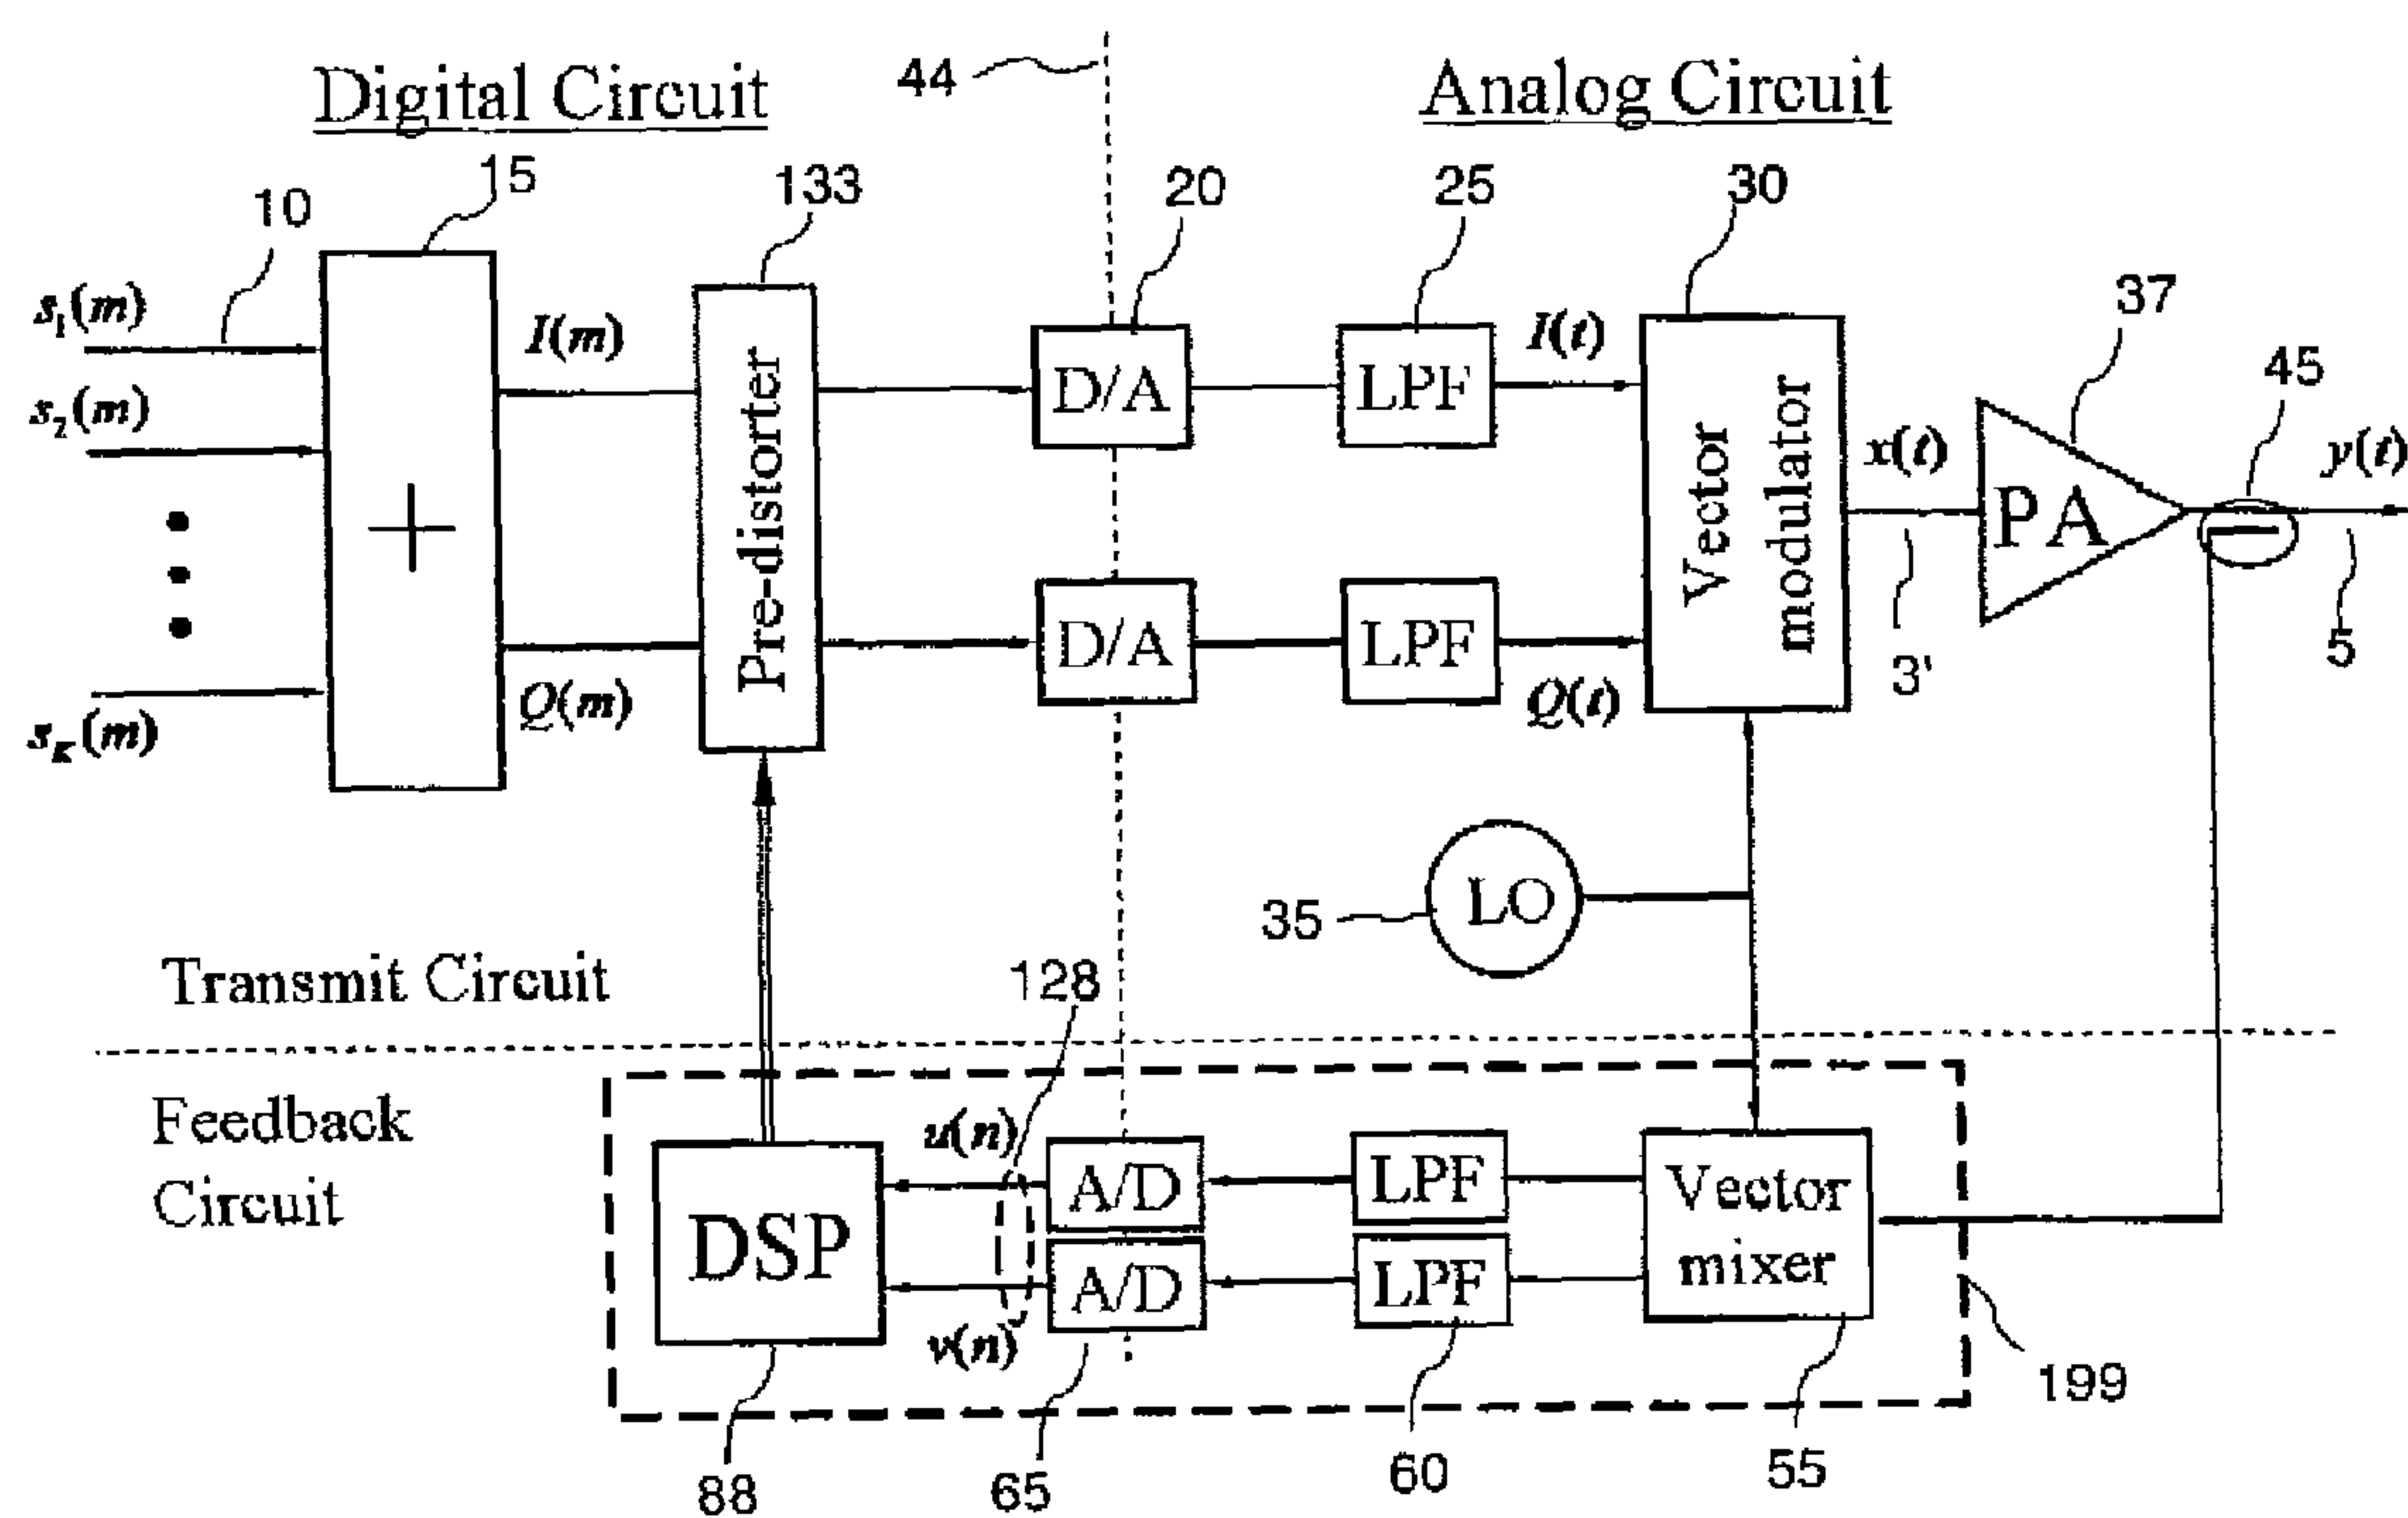 Digital Circuit
44
Analog Circuit
10
15
133
20
25
30
37
45
s₁(m)
s₂(m)
s_K(m)
+
I(m)
Q(m)
Pre-distorter
D/A
LPF
I(t)
D/A
LPF
Q(t)
Vector
modulator
x(t)
3'
PA
y(t)
5
35
LO
Transmit Circuit
128
Feedback
Circuit
DSP
u(n)
v(n)
A/D
A/D
LPF
LPF
Vector
mixer
88
65
60
55
199